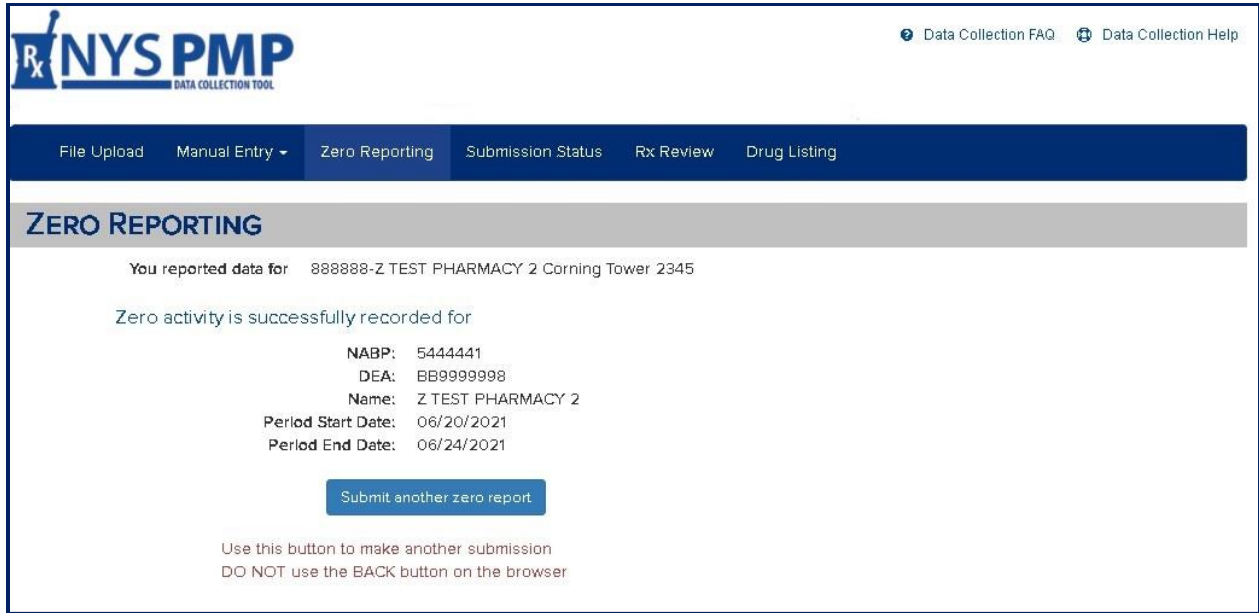 Rx NYS PMP
DATA COLLECTION TOOL
Data Collection FAQ Data Collection Help
File Upload Manual Entry Zero Reporting Submission Status Rx Review Drug Listing
ZERO REPORTING
You reported data for 888888-Z TEST PHARMACY 2 Corning Tower 2345
Zero activity is successfully recorded for
NABP: 5444441
DEA: BB9999998
Name: Z TEST PHARMACY 2
Period Start Date: 06/20/2021
Period End Date: 06/24/2021
Submit another zero report
Use this button to make another submission
DO NOT use the BACK button on the browser